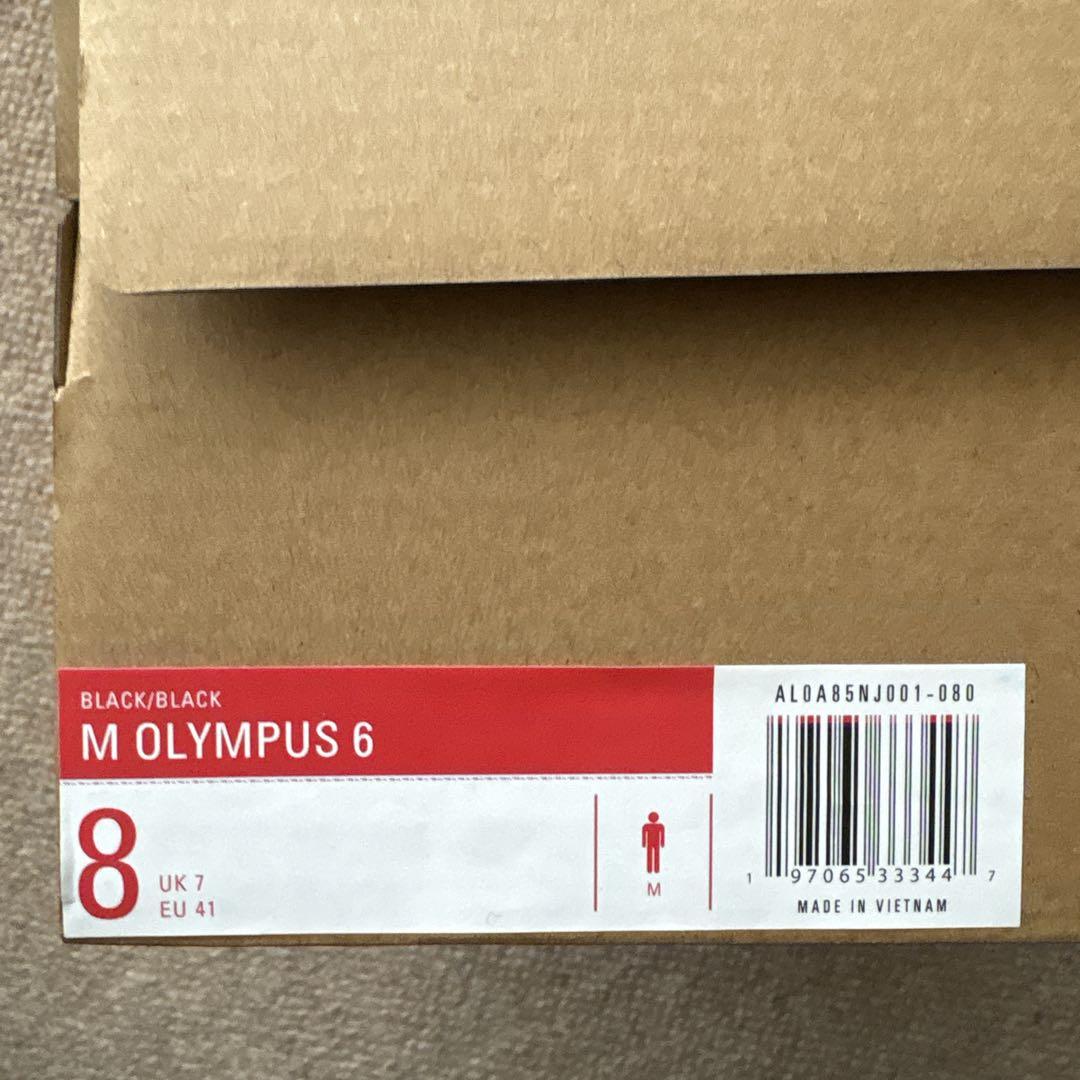 BLACK/BLACK
M OLYMPUS 6
8
UK 7
EU 41
M
AL0A85NJ001-080
1 97065 33344 7
MADE IN VIETNAM